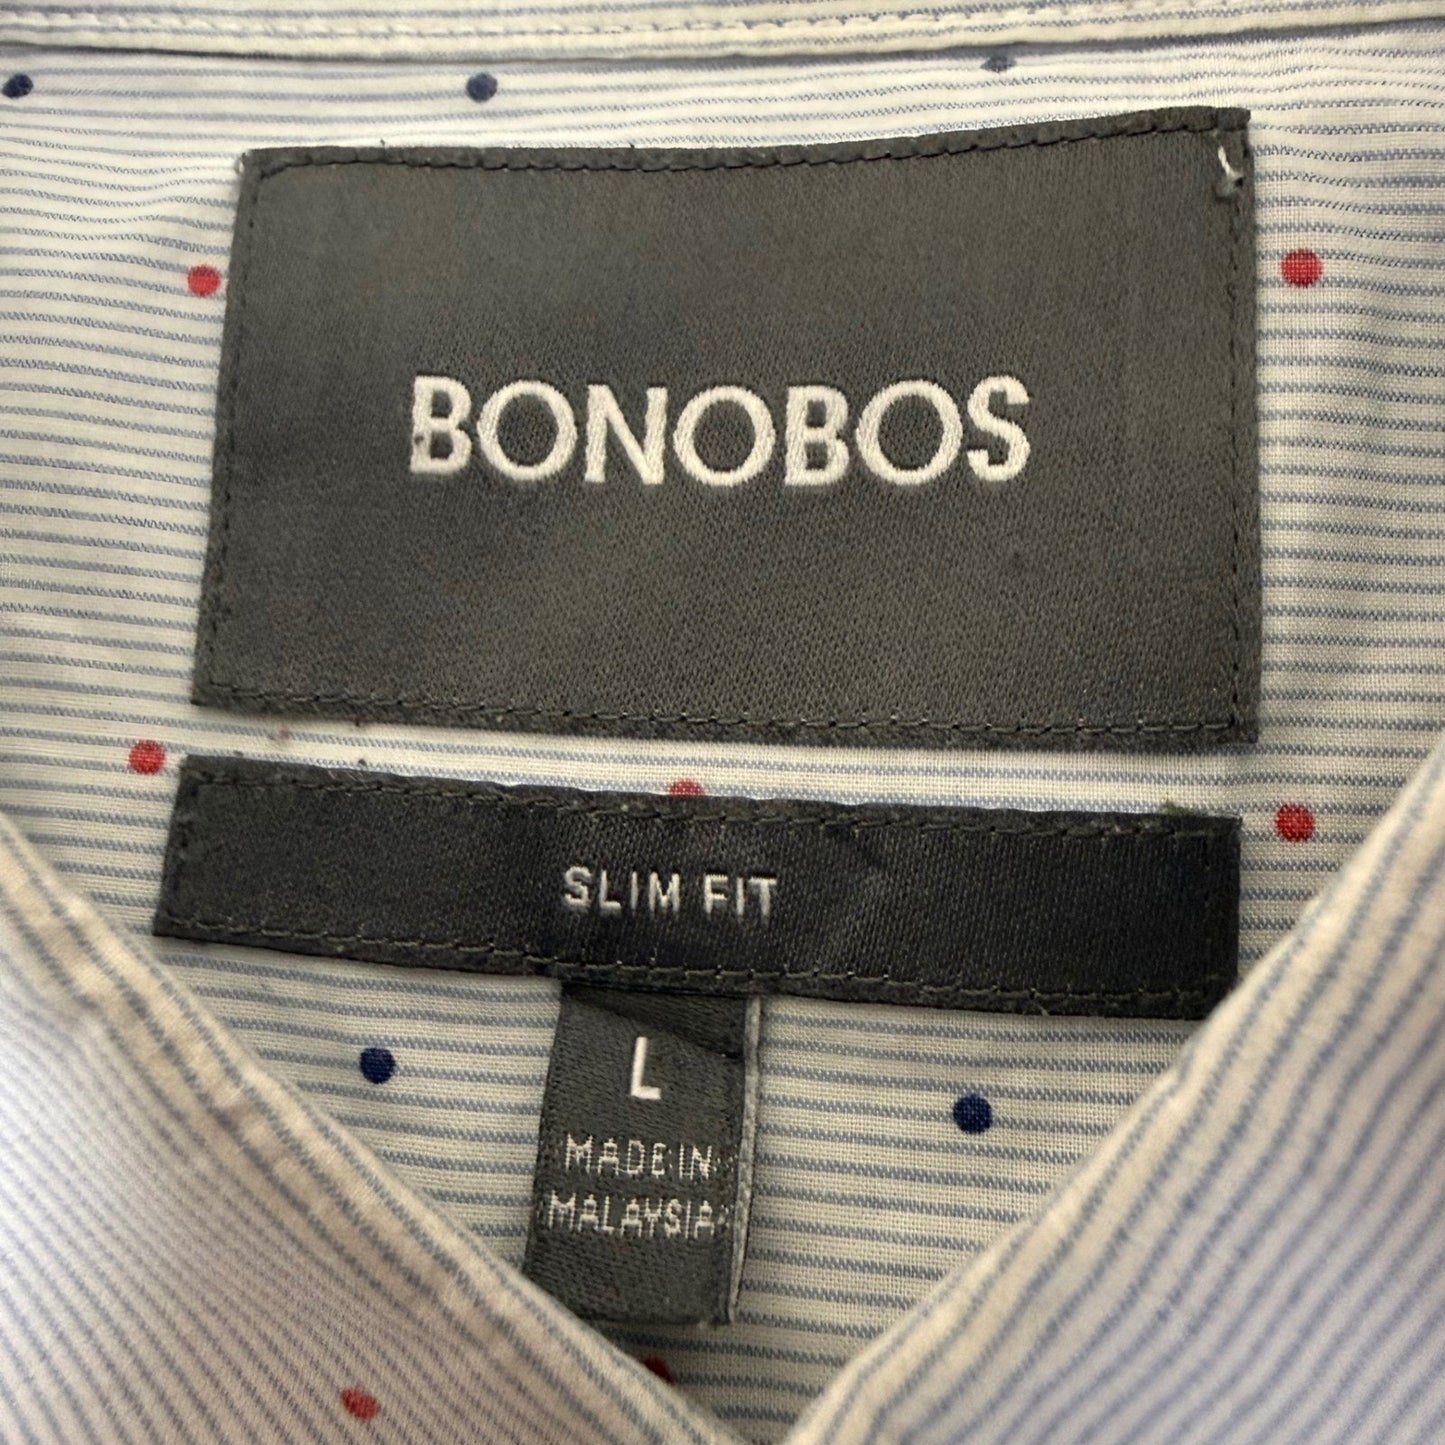 BONOBOS
SLIM FIT
L
MADE IN
MALAYSIA